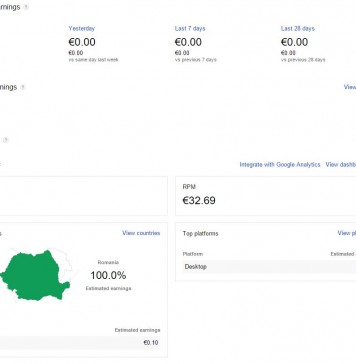 rnings
Yesterday Last 7 days Last 28 days
€0.00 €0.00 €0.00
€0.00 €0.00 €0.00
vs same day last week vs previous 7 days vs previous 28 days
nings View
Integrate with Google Analytics View dashb
RPM
€32.69
s View countries Top platforms View pl
Romania Platform Estimated e
100.0% Desktop
Estimated earnings
Estimated earnings
€0.10